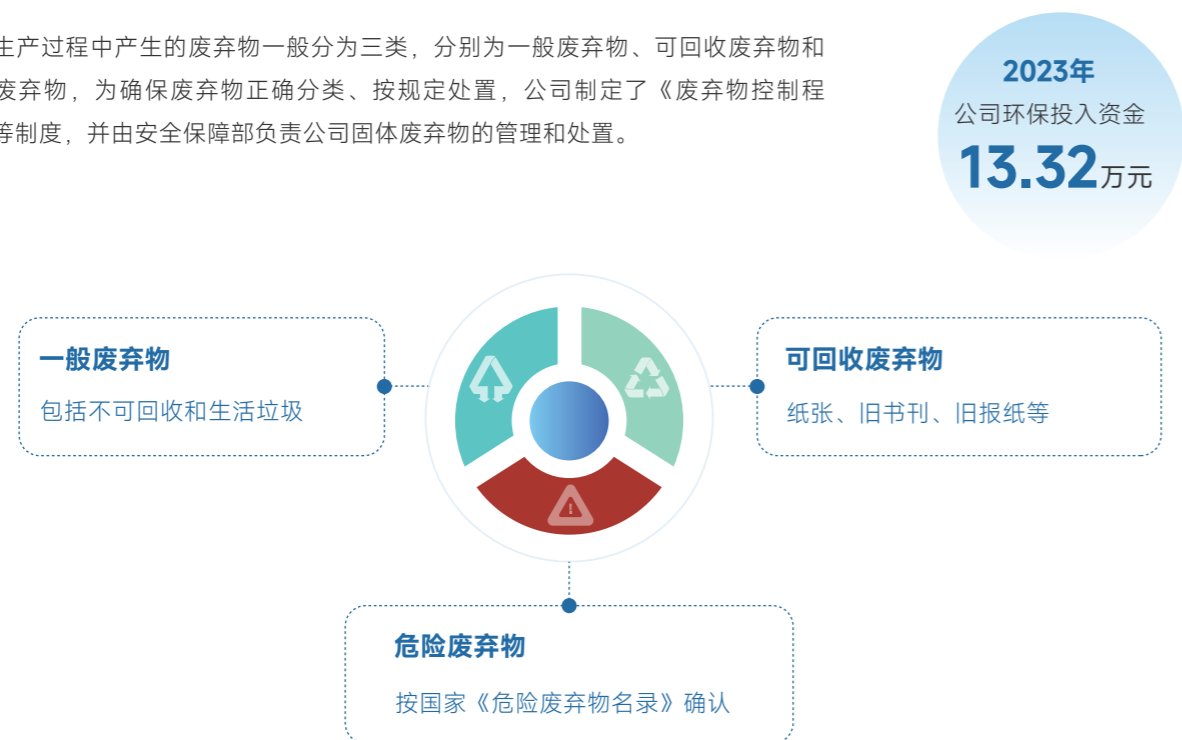 生产过程中产生的废弃物一般分为三类，分别为一般废弃物、可回收废弃物和
废弃物，为确保废弃物正确分类、按规定处置，公司制定了《废弃物控制程
等制度，并由安全保障部负责公司固体废弃物的管理和处置。
2023年
公司环保投入资金
13.32万元
一般废弃物
包括不可回收和生活垃圾
可回收废弃物
纸张、旧书刊、旧报纸等
危险废弃物
按国家《危险废弃物名录》确认